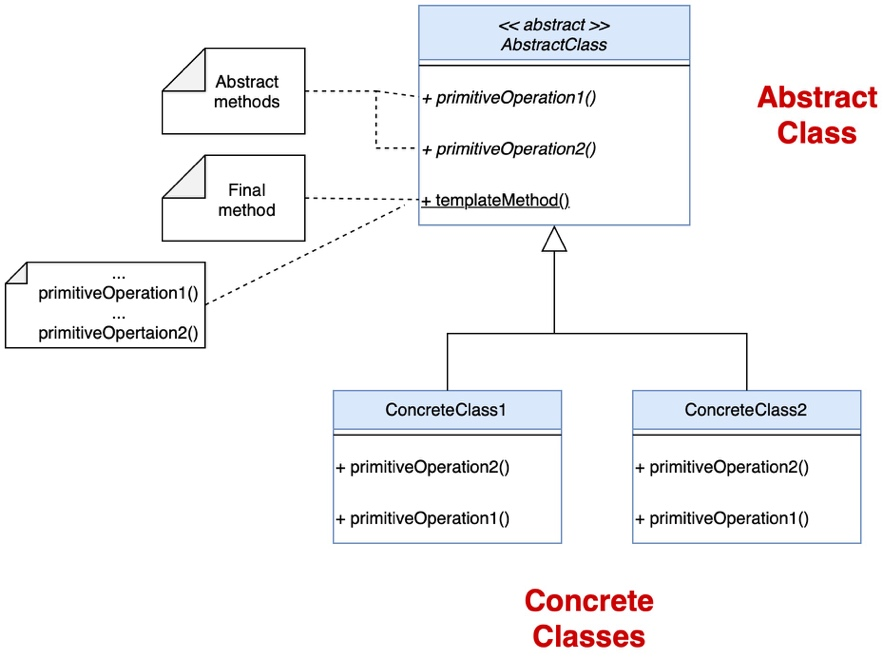 << abstract >>
AbstractClass
Abstract
methods
+ primitiveOperation1()
Abstract
Class
+ primitiveOperation2()
Final
method
+ templateMethod()
...
primitiveOperation1()
...
primitiveOpertaion2()
ConcreteClass1
ConcreteClass2
+ primitiveOperation2()
+ primitiveOperation2()
+ primitiveOperation1()
+ primitiveOperation1()
Concrete
Classes